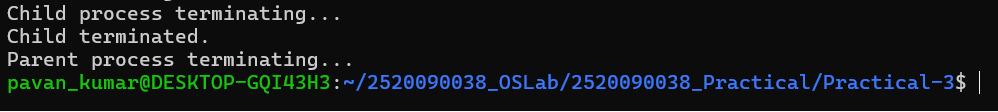 Child process terminating...
Child terminated.
Parent process terminating...
pavan_kumar@DESKTOP-GQI43H3:~/2520090038_OSLab/2520090038_Practical/Practical-3$